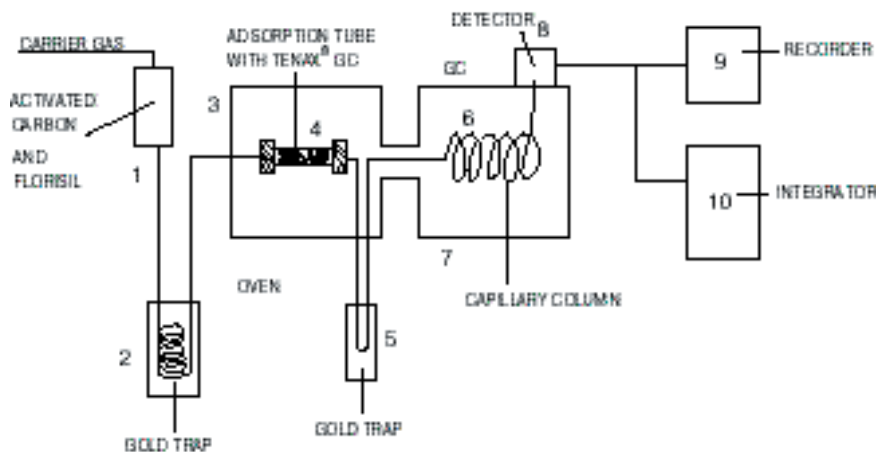 CARRIER GAS
ACTIVATED
CARBON
AND
FLORISIL
1
2
GOLD TRAP
3
ADSORPTION TUBE
WITH TENAX® GC
4
OVEN
5
GOLD TRAP
GC
6
7
CAPILLARY COLUMN
DETECTOR
8
9
RECORDER
10
INTEGRATOR